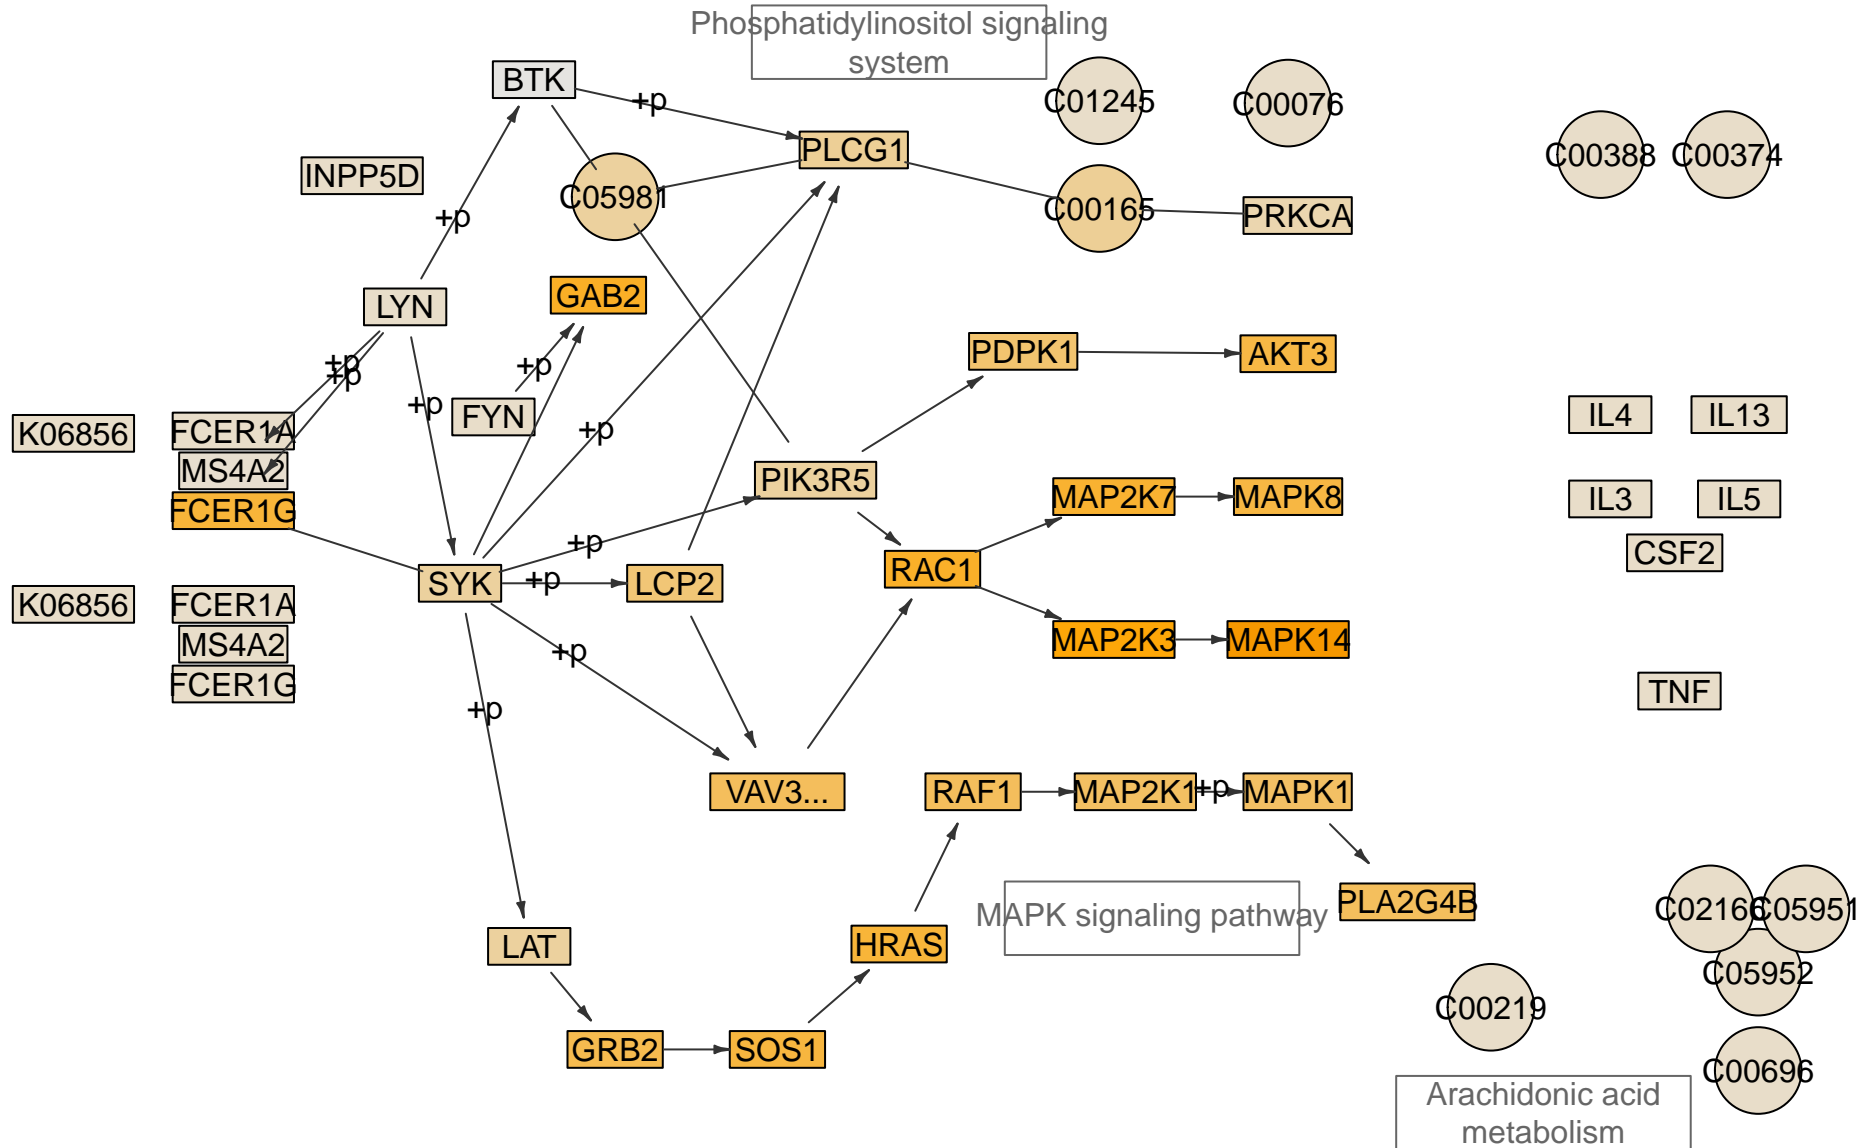 Phosphatidylinositol signaling
system
BTK
+p
C01245
C00076
PLCG1
C00388
C00374
INPP5D
C05981
C00165
PRKCA
+p
LYN
GAB2
PDPK1
AKT3
+p
+p
+p
+p
FYN
K06856
FCER1A
MS4A2
FCER1G
+p
IL4
IL13
PIK3R5
MAP2K7
MAPK8
IL3
IL5
+p
CSF2
SYK
+p
LCP2
RAC1
K06856
FCER1A
MS4A2
FCER1G
+p
MAP2K3
MAPK14
TNF
+p
VAV3...
RAF1
MAP2K1
+p
MAPK1
MAPK signaling pathway
PLA2G4B
C02166
C05951
LAT
HRAS
C05952
C00219
GRB2
SOS1
C00696
Arachidonic acid
metabolism